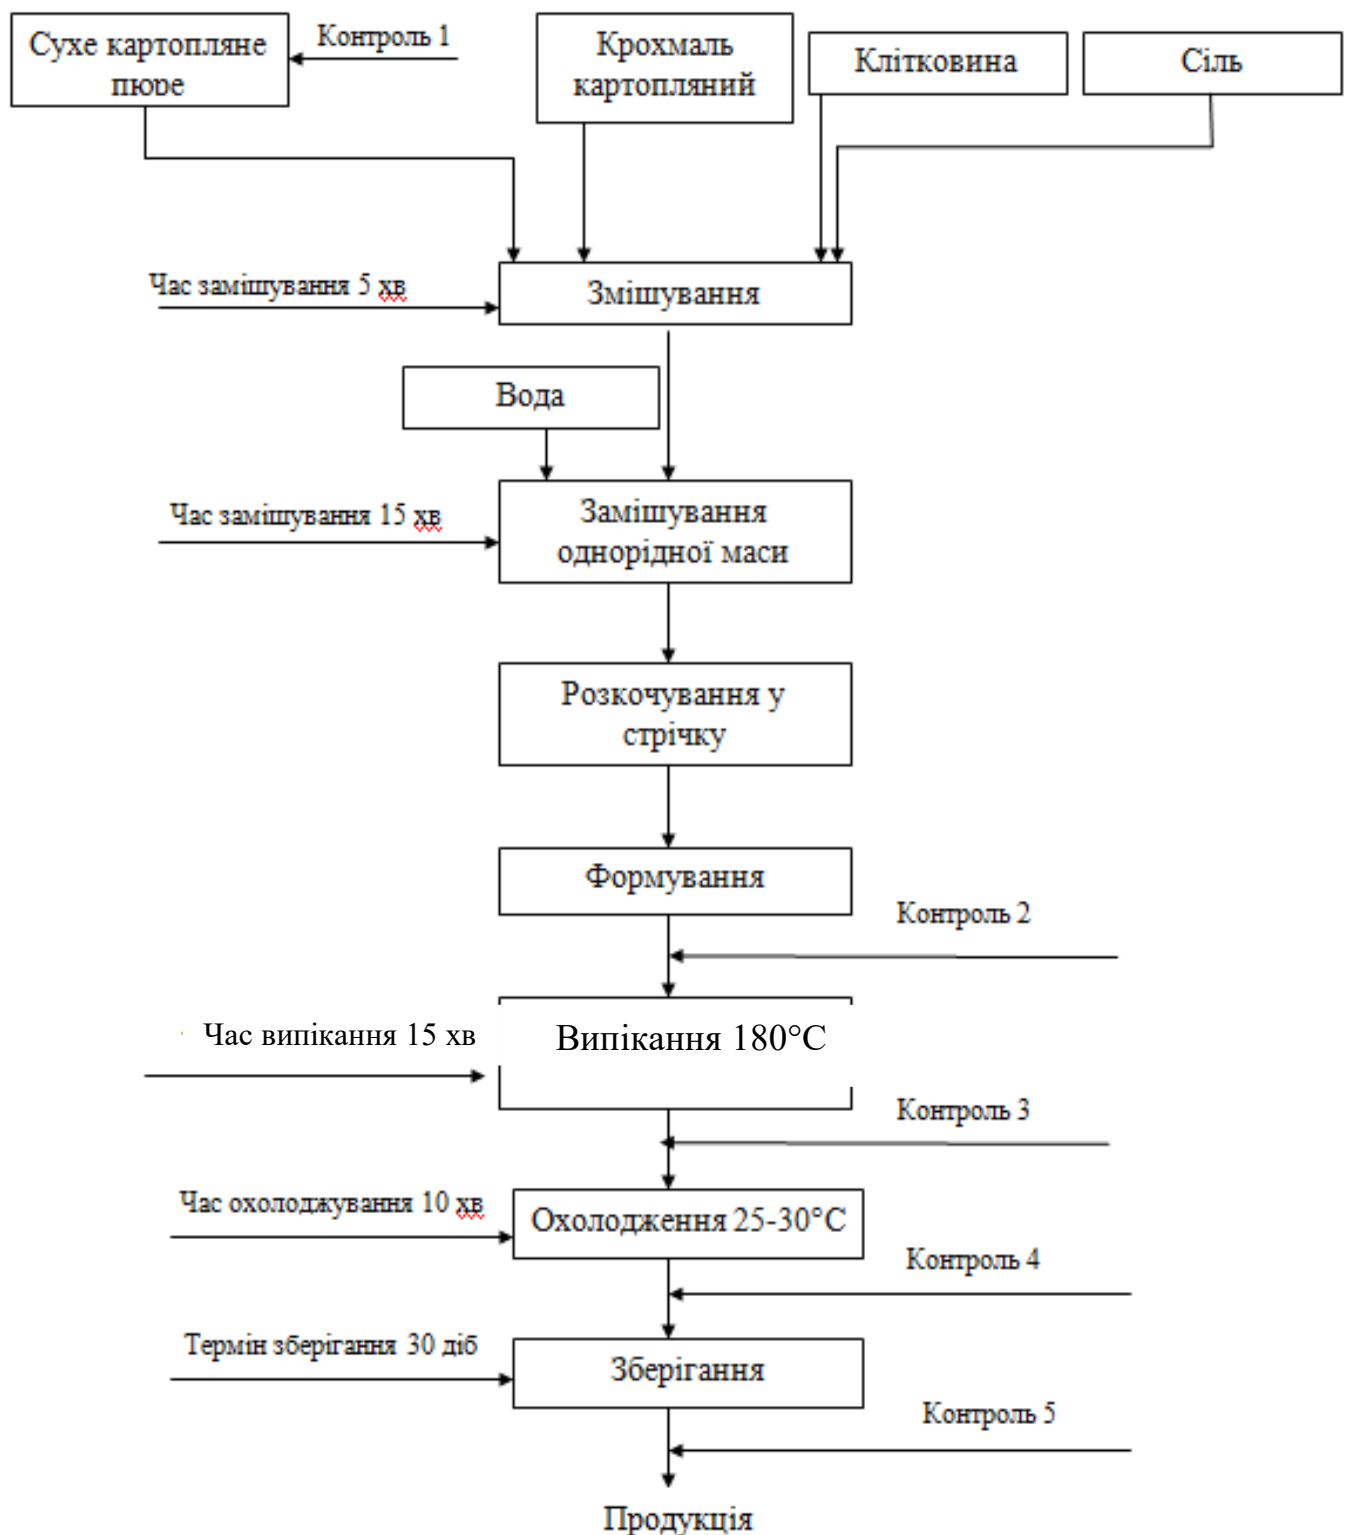 Сухе картопляне
пюре
Контроль 1
Крохмаль
картопляний
Клітковина
Сіль
Час замішування 5 хв
Змішування
Вода
Час замішування 15 хв
Замішування
однорідної маси
Розкочування у
стрічку
Формування
Контроль 2
Час випікання 15 хв
Випікання 180°С
Контроль 3
Час охолоджування 10 хв
Охолодження 25-30°С
Контроль 4
Термін зберігання 30 діб
Зберігання
Контроль 5
Продукція